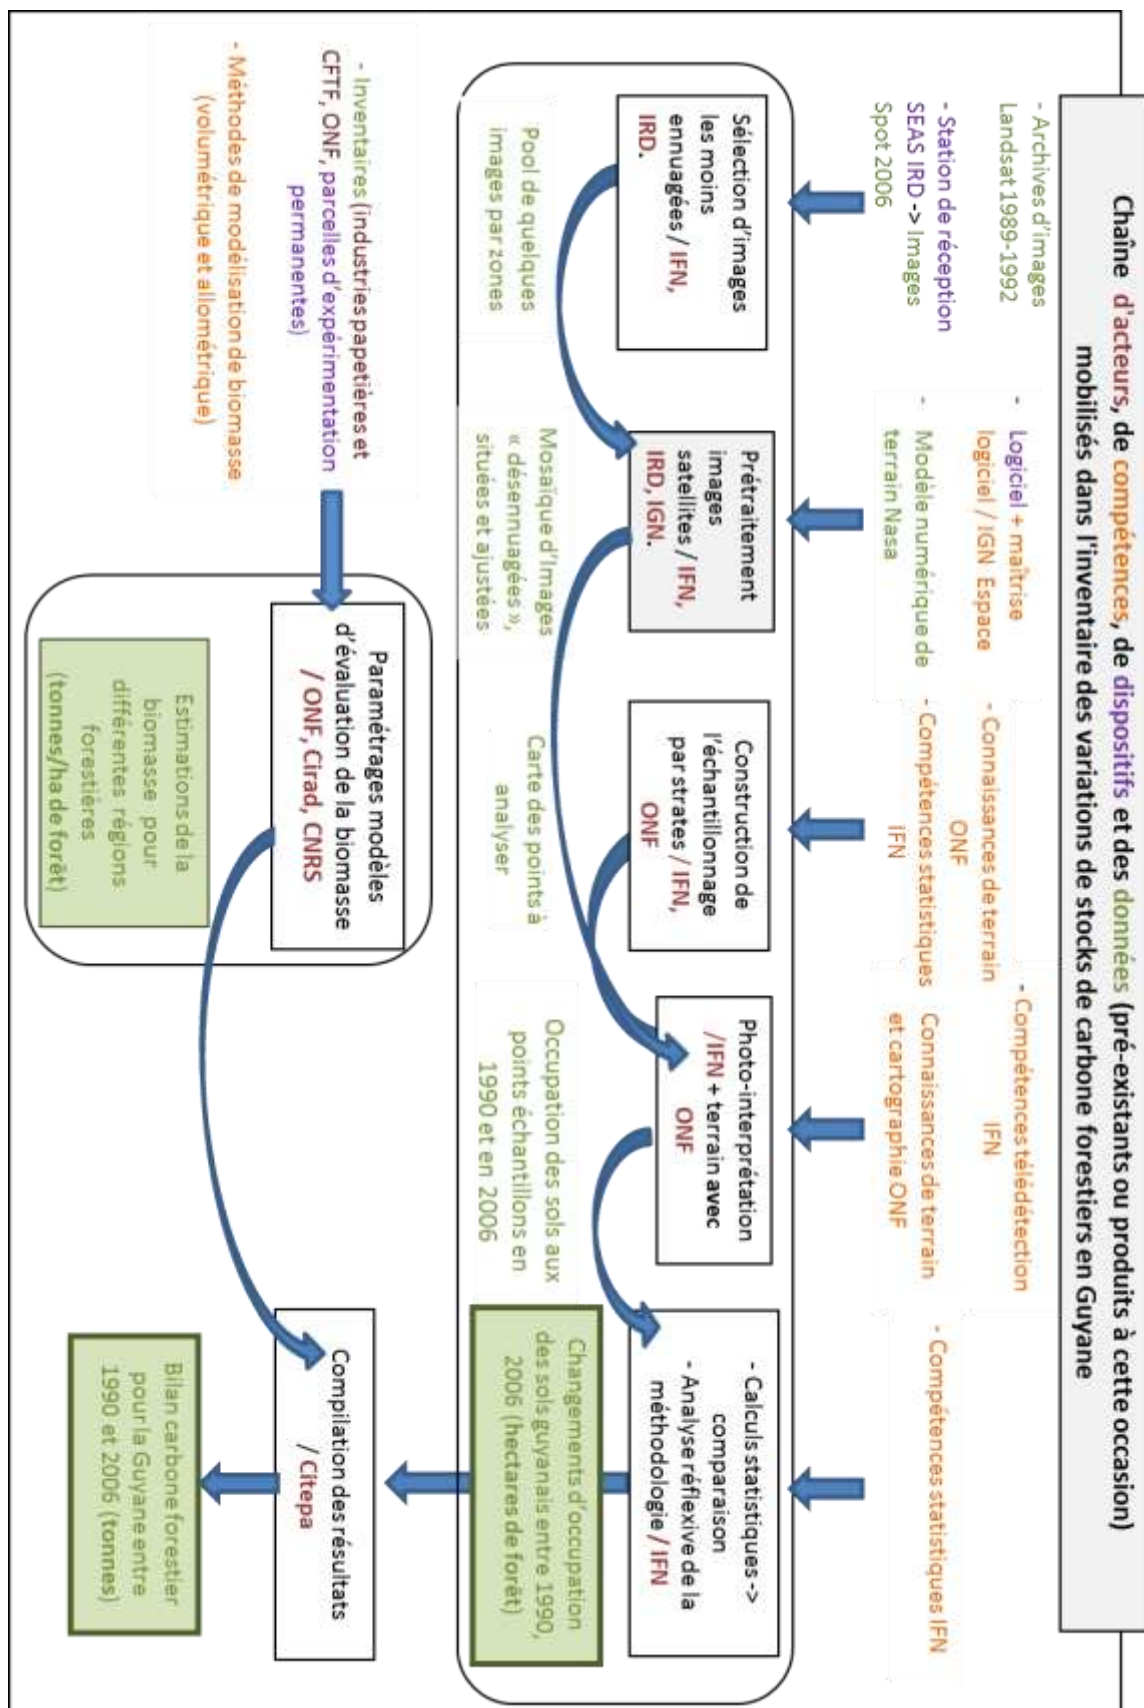 Chaîne d'acteurs, de compétences, de dispositifs et des données (pré-existants ou produits à cette occasion)
mobilisés dans l'inventaire des variations de stocks de carbone forestiers en Guyane
- Archives d'images
Landsat 1989-1992
- Station de réception
SEAS IRD -> Images
Spot 2006
- Logiciel + maîtrise
logiciel / IGN Espace
- Modèle numérique de
terrain Nasa
- Connaissances de terrain
ONF
- Compétences statistiques
IFN
- Compétences télédétection
IFN
Connaissances de terrain
et cartographie ONF
- Compétences statistiques IFN
Sélection d'images
les moins
ennuagées / IFN,
IRD.
Pool de quelques
images par zones
Prétraitement
images
satellites / IFN,
IRD, IGN.
Mosaïque d'Images
« désennuagées »,
situées et ajustées
Construction de
l'échantillonnage
par strates / IFN,
ONF
Carte des points à
analyser
Photo-interprétation
/IFN + terrain avec
ONF
Occupation des sols aux
points échantillons en
1990 et en 2006
- Calculs statistiques ->
comparaison
- Analyse réflexive de la
méthodologie / IFN
Changements d'occupation
des sols guyanais entre 1990,
2006 (hectares de forêt)
- Inventaires (industries papetières et
CFTF, ONF, parcelles d'expérimentation
permanentes)
- Méthodes de modélisation de biomasse
(volumétrique et allométrique)
Paramétrages modèles
d'évaluation de la biomasse
/ ONF, Cirad, CNRS
Estimations de la
biomasse pour
différentes régions
forestières
(tonnes/ha de forêt)
Compilation des résultats
/ Citepa
Bilan carbone forestier
pour la Guyane entre
1990 et 2006 (tonnes)